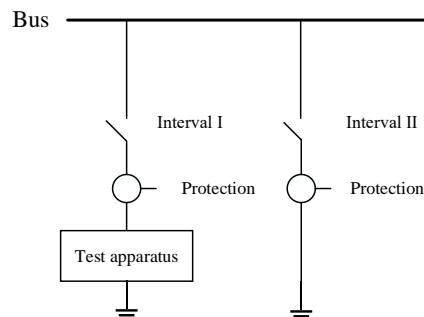 Bus
Interval I
Interval II
Protection
Protection
Test apparatus